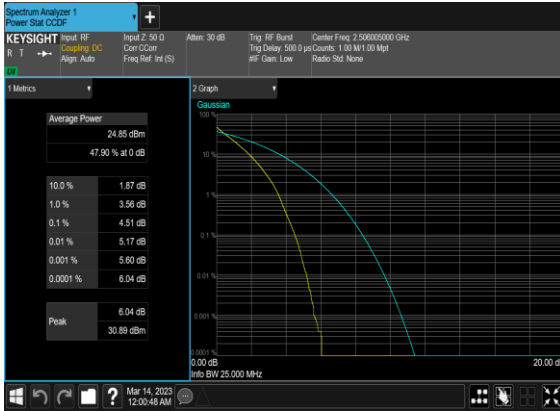 Spectrum Analyzer 1
Power Stat CCDF
KEYSIGHT
R T
Input: RF
Coupling: DC
Align: Auto
Input Z: 50 Ω
Corr CCorr
Freq Ref: Int (S)
Atten: 30 dB
Trig: RF Burst
Trig Delay: 500.0 µs
#IF Gain: Low
Center Freq: 2.506005000 GHz
Counts: 1.00 M/1.00 Mpt
Radio Std: None
1 Metrics
Average Power
24.85 dBm
47.90 % at 0 dB
10.0 % 1.87 dB
1.0 % 3.56 dB
0.1 % 4.51 dB
0.01 % 5.17 dB
0.001 % 5.60 dB
0.0001 % 6.04 dB
Peak
6.04 dB
30.89 dBm
2 Graph
Gaussian
100 %
10 %
1 %
0.1 %
0.01 %
0.001 %
0.0001 %
0.00 dB
20.00 d
Info BW 25.000 MHz
?
Mar 14, 2023
12:00:48 AM